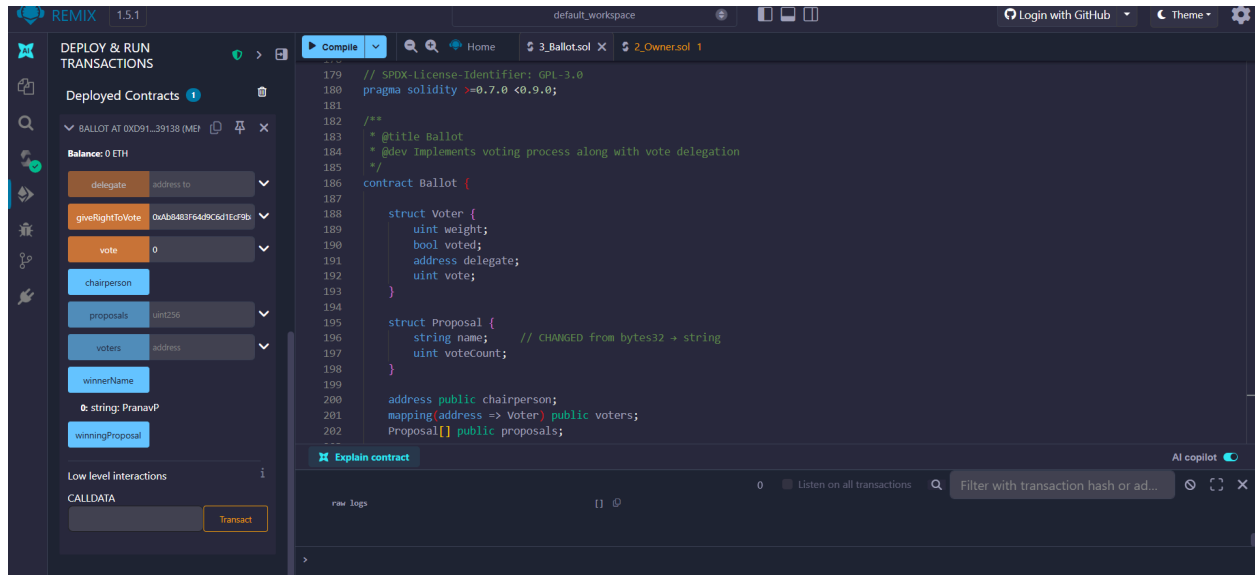 REMIX 1.5.1
default_workspace
Login with GitHub
Theme
AI
DEPLOY & RUN
TRANSACTIONS
Deployed Contracts 1
BALLOT AT 0XD91...39138 (MEM
Balance: 0 ETH
delegate address to
giveRightToVote 0xAb8483F64d9C6d1EcF9b
vote 0
chairperson
proposals uint256
voters address
winnerName
0: string: PranavP
winningProposal
Low level interactions i
CALLDATA
Transact
Compile
Home
3_Ballot.sol
2_Owner.sol 1
179 // SPDX-License-Identifier: GPL-3.0
180 pragma solidity >=0.7.0 <0.9.0;
181
182 /**
183 * @title Ballot
184 * @dev Implements voting process along with vote delegation
185 */
186 contract Ballot {
187
188 struct Voter {
189 uint weight;
190 bool voted;
191 address delegate;
192 uint vote;
193 }
194
195 struct Proposal {
196 string name; // CHANGED from bytes32 → string
197 uint voteCount;
198 }
199
200 address public chairperson;
201 mapping(address => Voter) public voters;
202 Proposal[] public proposals;
Explain contract
AI copilot
0 Listen on all transactions
Filter with transaction hash or ad...
raw logs []
>